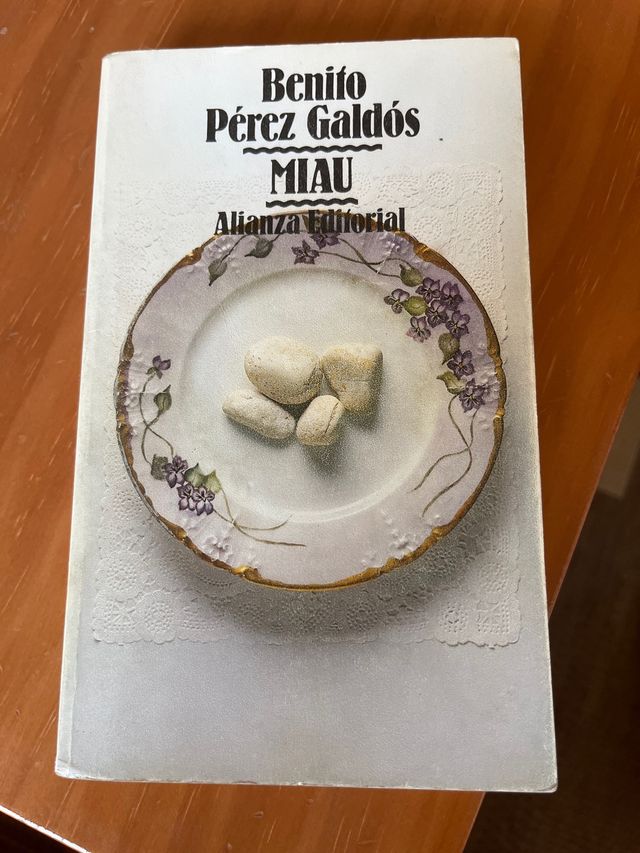 Benito
Pérez Galdós
MIAU
Alianza Editorial